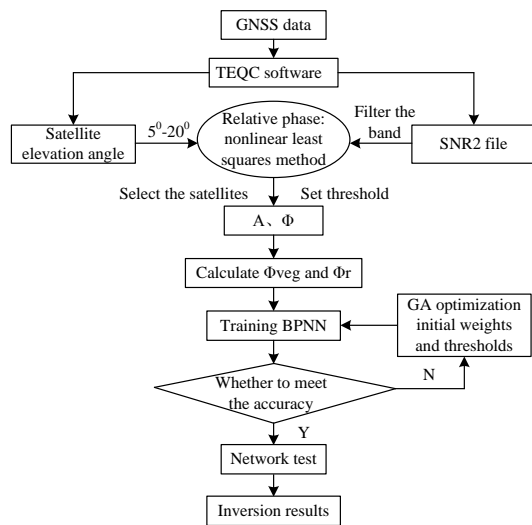 GNSS data
TEQC software
Satellite
elevation angle
5⁰-20⁰
Relative phase:
nonlinear least
squares method
Filter the
band
SNR2 file
Select the satellites
Set threshold
A、Φ
Calculate Φveg and Φr
Training BPNN
GA optimization
initial weights
and thresholds
Whether to meet
the accuracy
N
Y
Network test
Inversion results